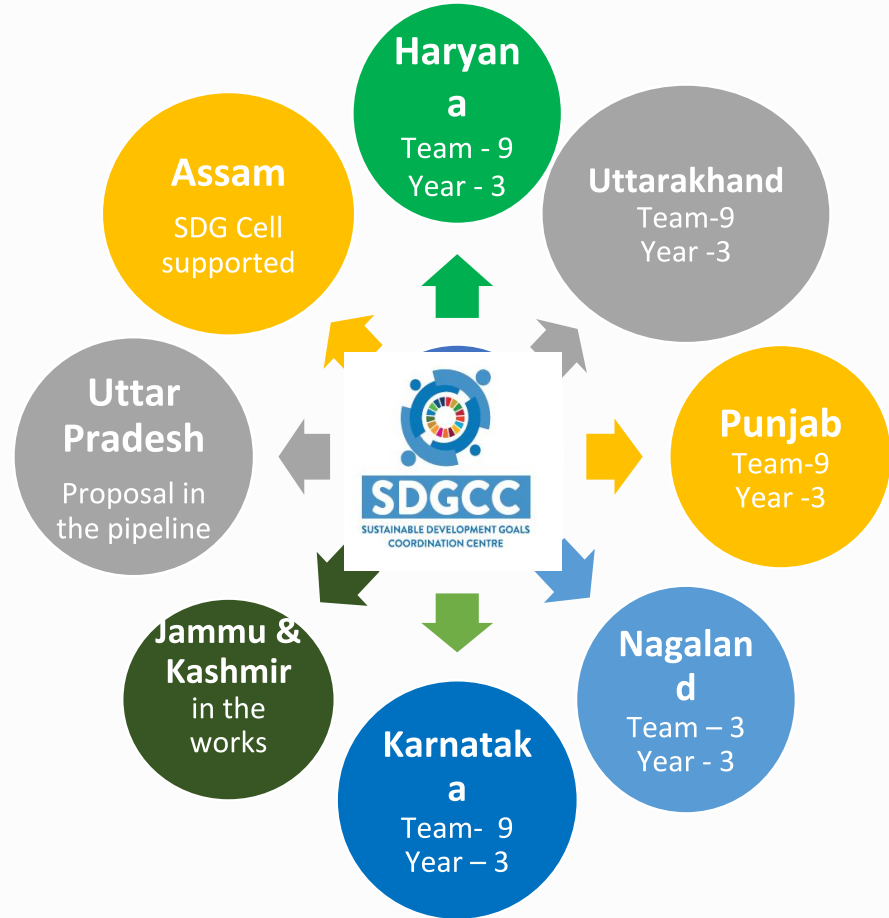 Haryan
a
Team - 9
Year - 3
Uttarakhand
Team-9
Year -3
Punjab
Team-9
Year -3
Nagalan
d
Team – 3
Year - 3
Karnatak
a
Team-  9
Year – 3
Jammu &
Kashmir
in the
works
Uttar
Pradesh
Proposal in
the pipeline
Assam
SDG Cell
supported
SDGCC
SUSTAINABLE DEVELOPMENT GOALS
COORDINATION CENTRE